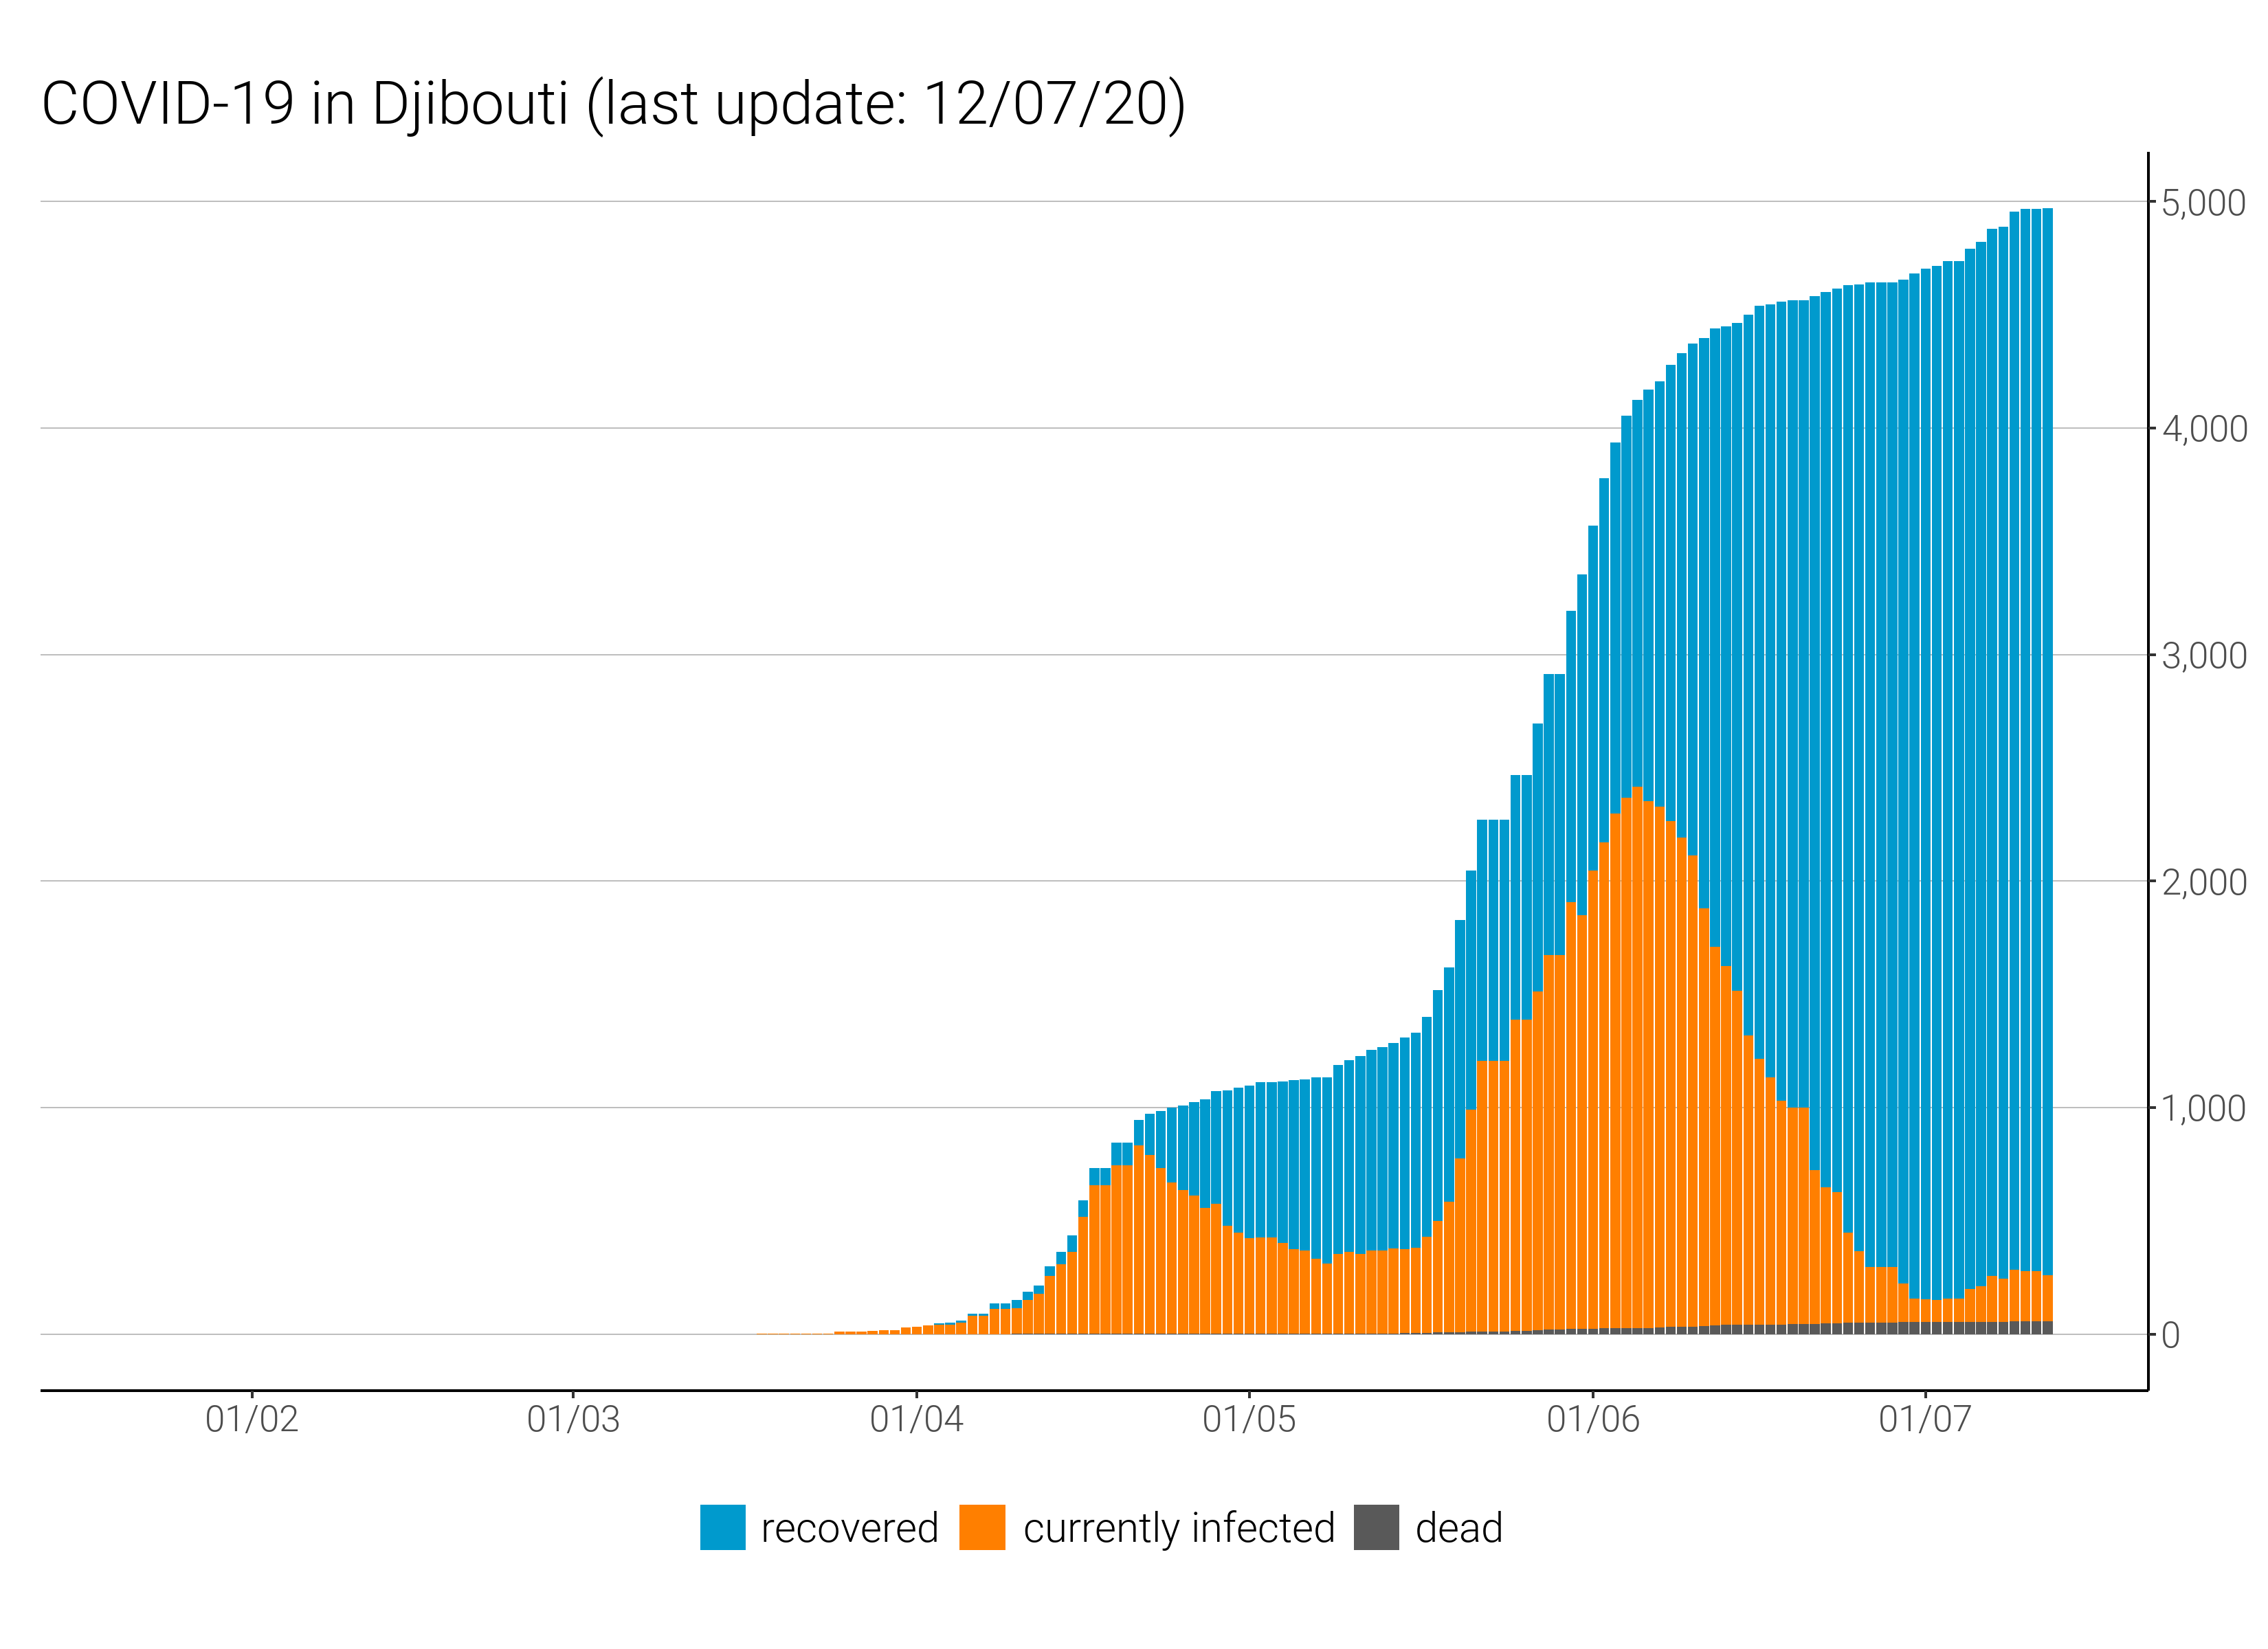 COVID-19 in Djibouti (last update: 12/07/20)
5,000
4,000
3,000
2,000
1,000
0
01/02 01/03 01/04 01/05 01/06 01/07
recovered currently infected dead